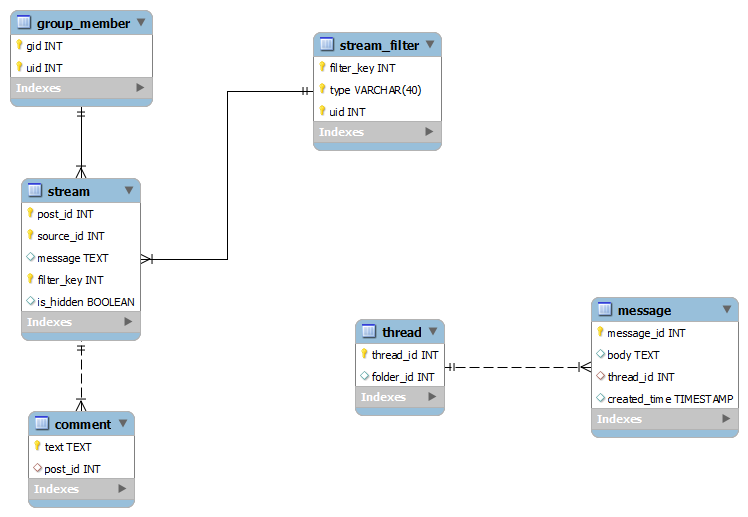 group_member
gid INT
uid INT
Indexes
stream_filter
filter_key INT
type VARCHAR(40)
uid INT
Indexes
stream
post_id INT
source_id INT
message TEXT
filter_key INT
is_hidden BOOLEAN
Indexes
thread
thread_id INT
folder_id INT
Indexes
message
message_id INT
body TEXT
thread_id INT
created_time TIMESTAMP
Indexes
comment
text TEXT
post_id INT
Indexes